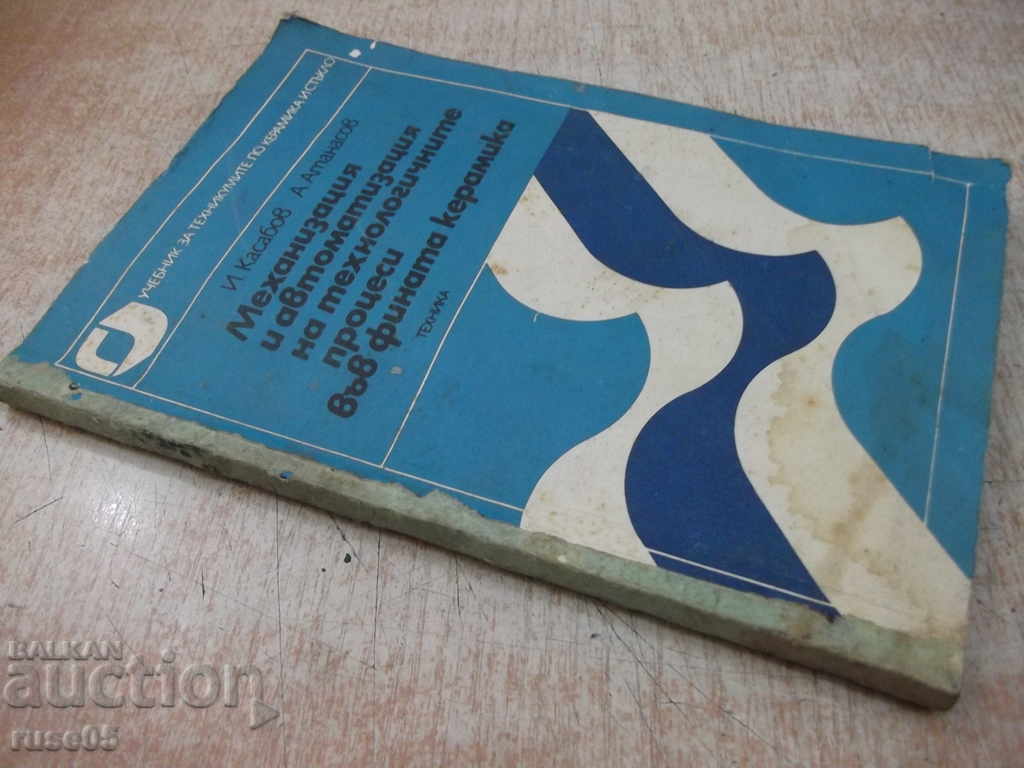 УЧЕБНИК ЗА ТЕХНИКУМИТЕ ПО КЕРАМИКА И СТЪКЛО
И Касабов А Атанасов
Механизация
и автоматизация
на технологичните
процеси
във фината керамика
ТЕХНИКА
BALKAN
auction
ruse05